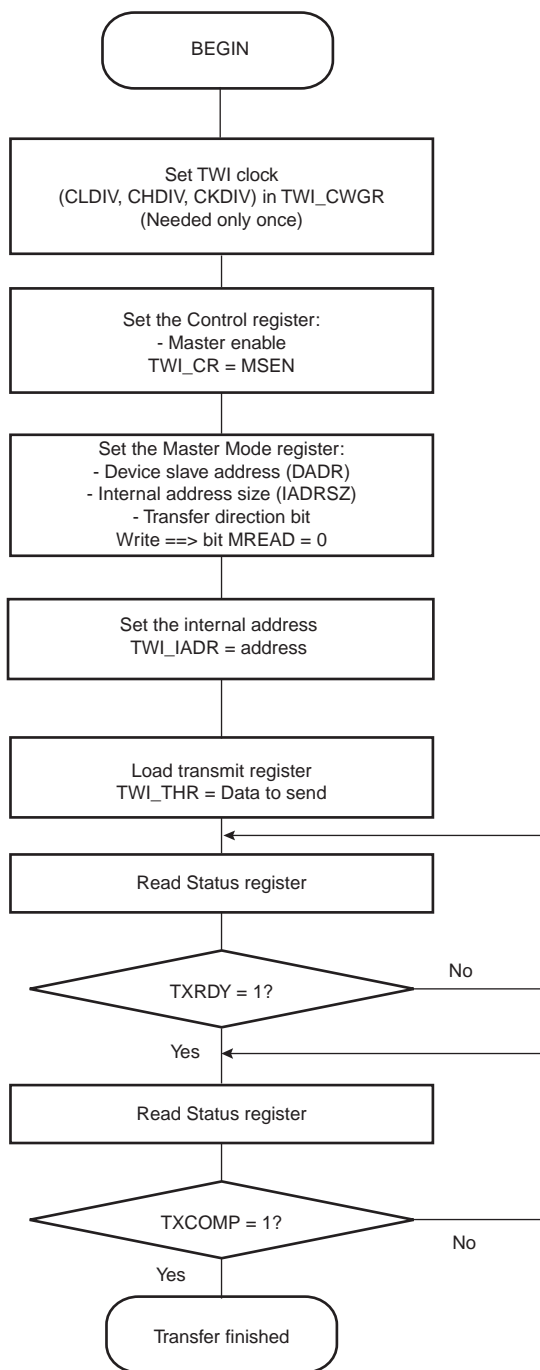 BEGIN
Set TWI clock
(CLDIV, CHDIV, CKDIV) in TWI_CWGR
(Needed only once)
Set the Control register:
- Master enable
TWI_CR = MSEN
Set the Master Mode register:
- Device slave address (DADR)
- Internal address size (IADRSZ)
- Transfer direction bit
Write ==> bit MREAD = 0
Set the internal address
TWI_IADR = address
Load transmit register
TWI_THR = Data to send
Read Status register
TXRDY = 1?
No
Yes
Read Status register
TXCOMP = 1?
No
Yes
Transfer finished